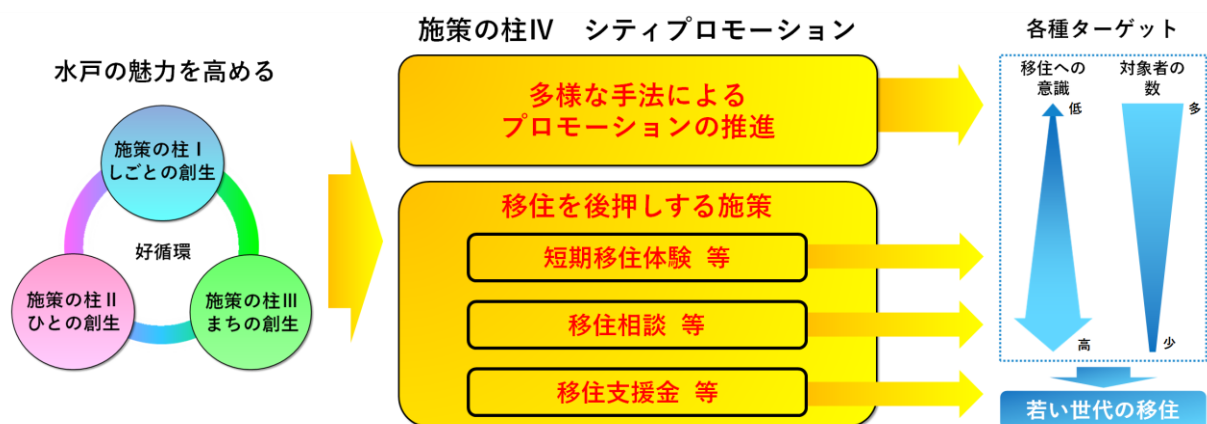 水戸の魅力を高める
施策の柱Ⅰ
しごとの創生
好循環
施策の柱Ⅱ
ひとの創生
施策の柱Ⅲ
まちの創生
施策の柱Ⅳ　シティプロモーション
多様な手法による
プロモーションの推進
移住を後押しする施策
短期移住体験 等
移住相談 等
移住支援金 等
各種ターゲット
移住への
意識
低
高
対象者の
数
多
少
若い世代の移住